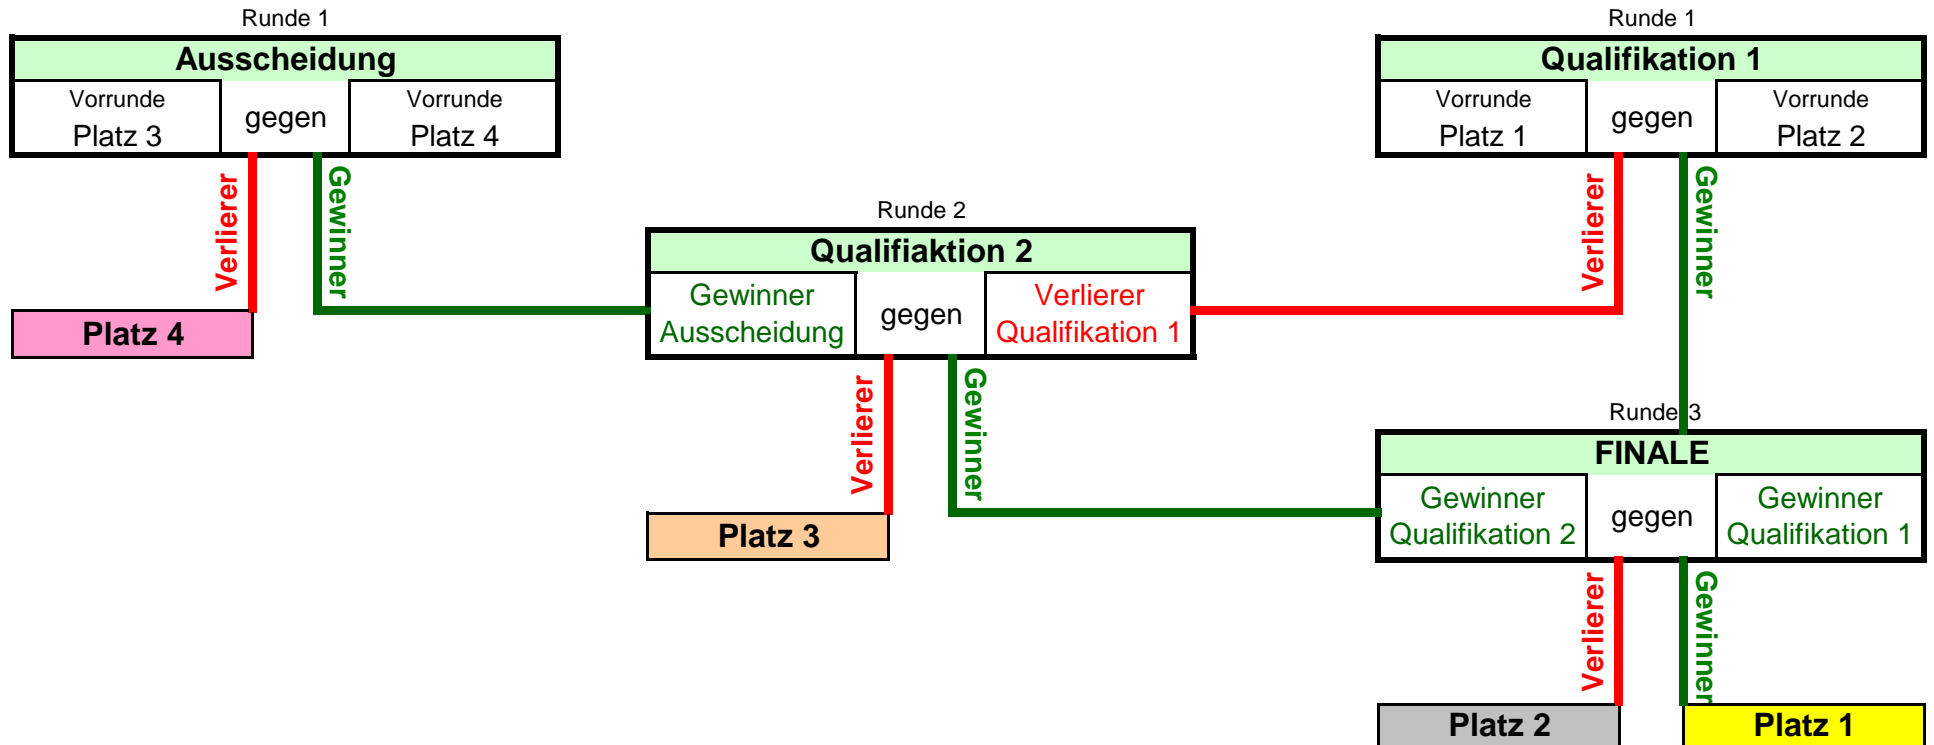 Runde 1
Ausscheidung
Vorrunde
Platz 3
gegen
Vorrunde
Platz 4
Verlierer
Gewinner
Platz 4
Runde 1
Qualifikation 1
Vorrunde
Platz 1
gegen
Vorrunde
Platz 2
Verlierer
Gewinner
Runde 2
Qualifiaktion 2
Gewinner
Ausscheidung
gegen
Verlierer
Qualifikation 1
Verlierer
Gewinner
Platz 3
Runde 3
FINALE
Gewinner
Qualifikation 2
gegen
Gewinner
Qualifikation 1
Verlierer
Gewinner
Platz 2
Platz 1